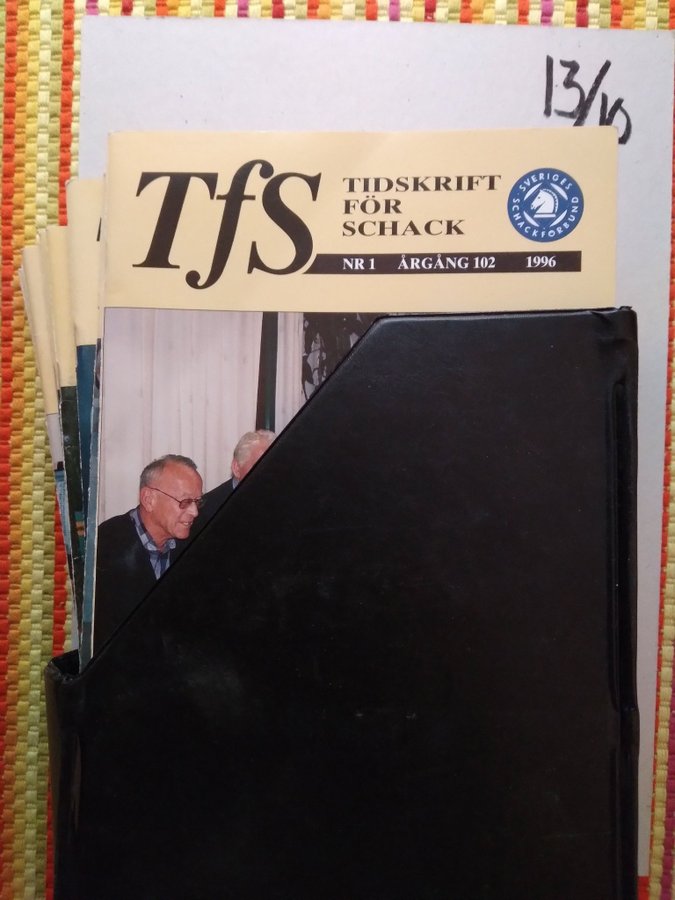 13/10
TfS
TIDSKRIFT
FÖR
SCHACK
SVERIGES
SCHACKFÖRBUND
NR 1 ÅRGÅNG 102 1996